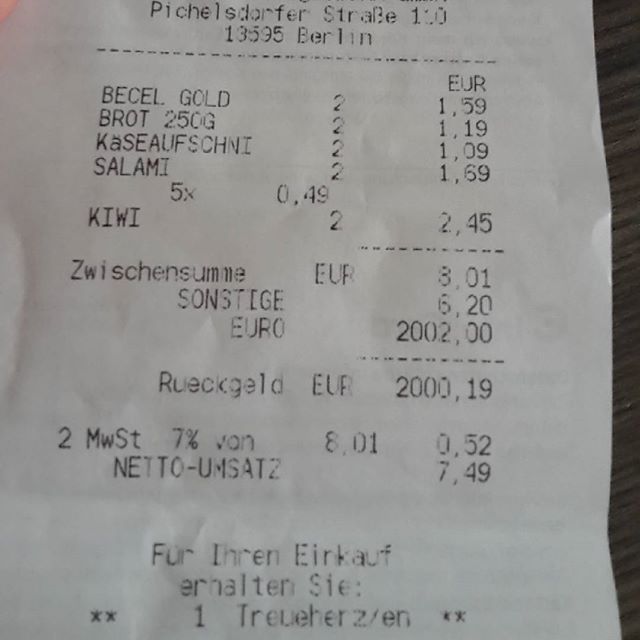 Pichelsdorfer Straße 110
13595 Berlin
EUR
BECEL GOLD 2 1,59
BROT 250G 2 1,19
KäSEAUFSCHNI 2 1,09
SALAMI 2 1,69
5x 0,49
KIWI 2 2,45
Zwischensumme EUR 8,01
SONSTIGE 6,20
EURO 2002,00
Rueckgeld EUR 2000,19
2 MwSt 7% von 8,01 0,52
NETTO-UMSATZ 7,49
Für Ihren Einkauf
erhalten Sie:
** 1 Treueherz/en **